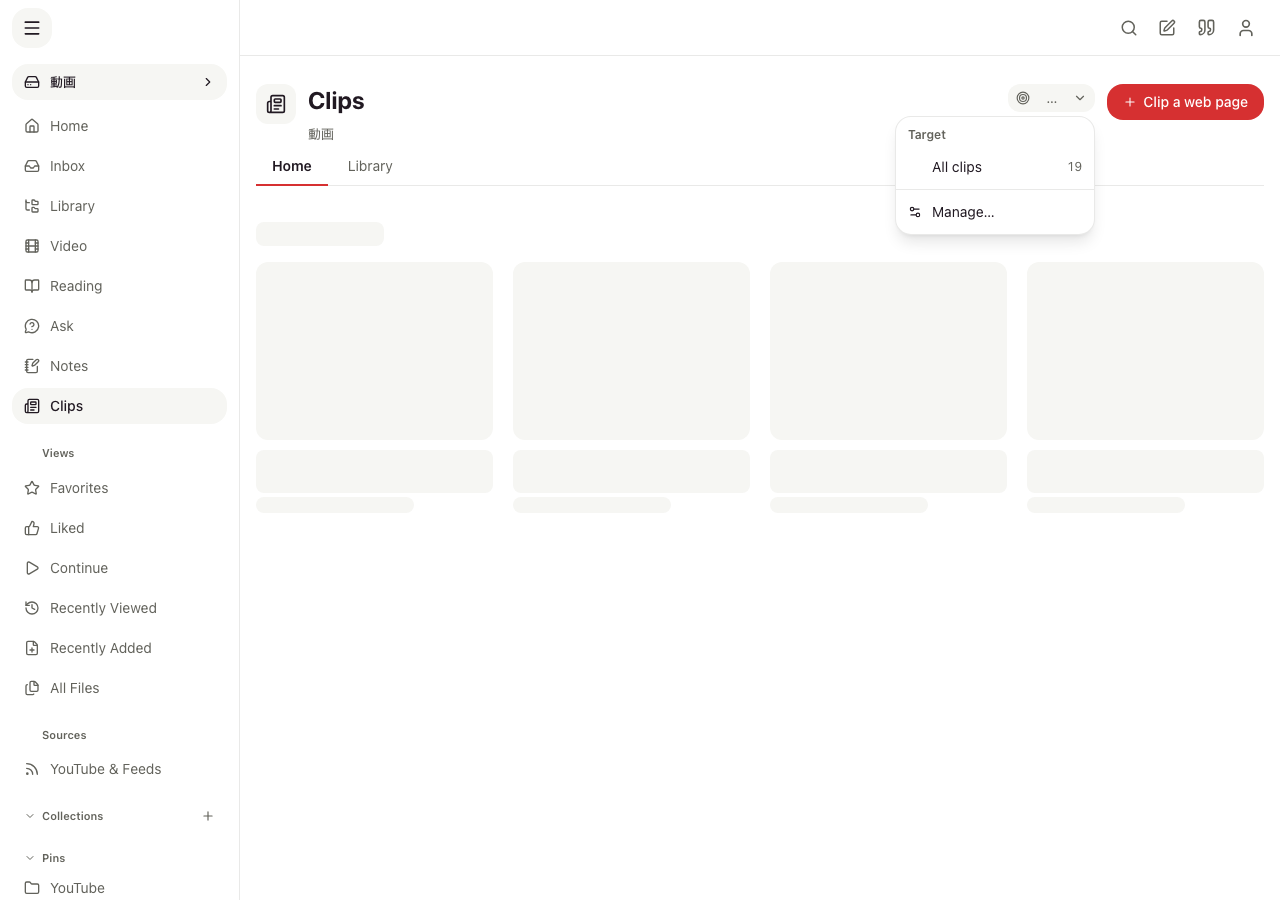 動画
Home
Inbox
Library
Video
Reading
Ask
Notes
Clips
Views
Favorites
Liked
Continue
Recently Viewed
Recently Added
All Files
Sources
YouTube & Feeds
Collections
Pins
YouTube
Clips
動画
...
Clip a web page
Home
Library
Target
All clips 19
Manage...